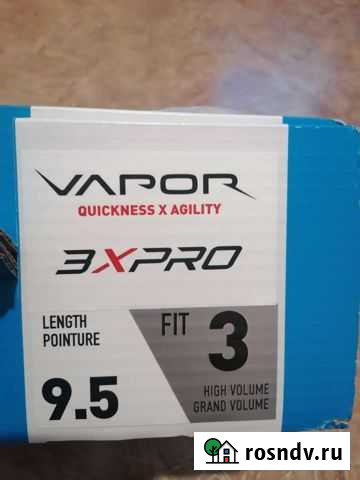 VAPOR
QUICKNESS X AGILITY
3XPRO
LENGTH
POINTURE
9.5
FIT 3
HIGH VOLUME
GRAND VOLUME
rosndv.ru